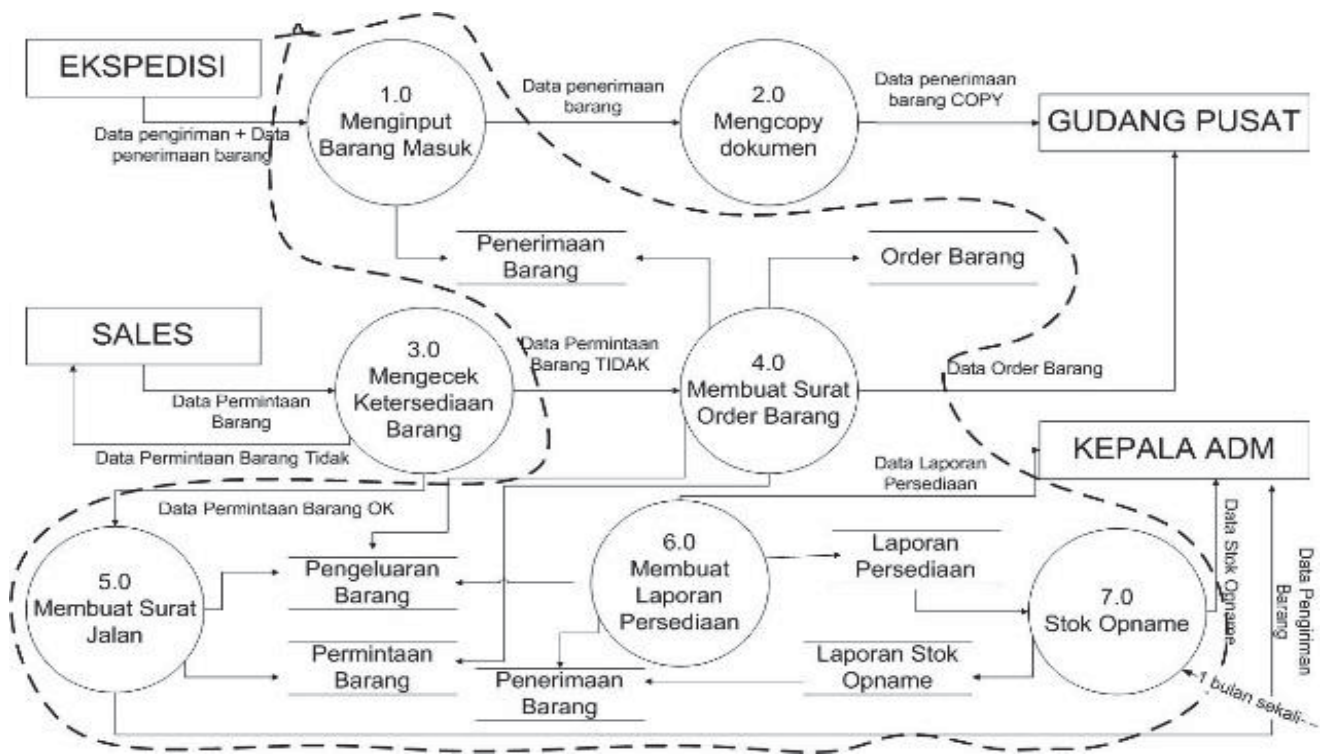 EKSPEDISI
Data pengiriman + Data
penerimaan barang
1.0
Menginput
Barang Masuk
Data penerimaan
barang
2.0
Mengcopy
dokumen
Data penerimaan
barang COPY
GUDANG PUSAT
Penerimaan
Barang
Order Barang
SALES
Data Permintaan
Barang
Data Permintaan Barang Tidak
3.0
Mengecek
Ketersediaan
Barang
Data Permintaan
Barang TIDAK
4.0
Membuat Surat
Order Barang
Data Order Barang
KEPALA ADM
Data Laporan
Persediaan
Data Permintaan Barang OK
5.0
Membuat Surat
Jalan
Pengeluaran
Barang
Permintaan
Barang
6.0
Membuat
Laporan
Persediaan
Penerimaan
Barang
Laporan
Persediaan
Laporan Stok
Opname
7.0
Stok Opname
Data Stok Opname
Data Pengiriman
Barang
1 bulan sekali